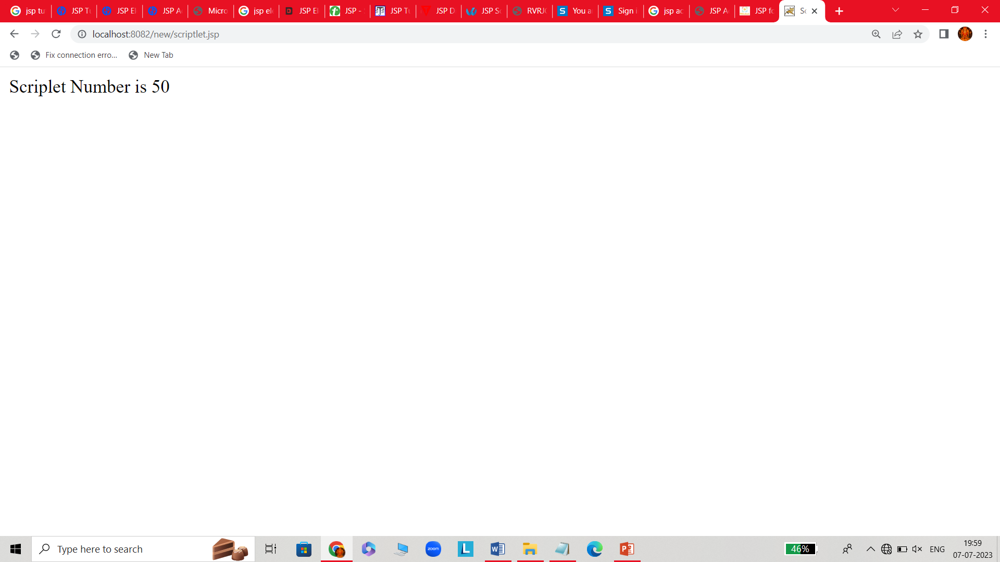 jsp tu JSP Tu JSP El JSP A Micro jsp ele JSP El JSP - JSP Tu JSP D JSP Sc RVRJC You a Sign i jsp ac JSP A JSP fo Sc
localhost:8082/new/scriptlet.jsp
Fix connection erro... New Tab
Scriplet Number is 50
Type here to search zoom 46% ENG 19:59
07-07-2023